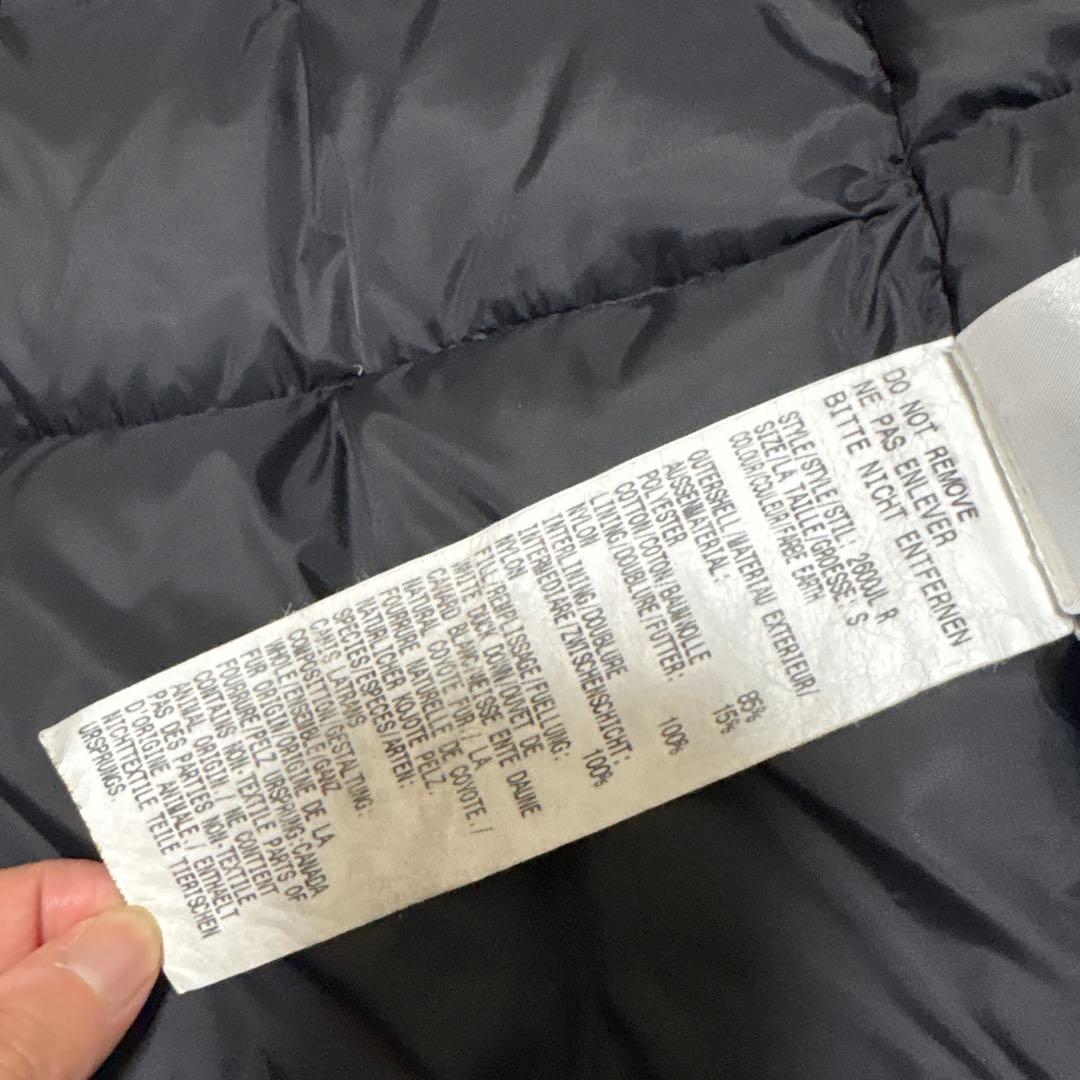 DO NOT REMOVE
NE PAS ENLEVER
BITTE NICHT ENTFERNEN
STYLE/STYLE/STIL: 2600L R
SIZE/LA TAILLE/GROESSE: S
COLOUR/COULEUR/FARBE EARTH
OUTERSHELL/MATERIAU EXTERIEUR/
AUSSENMATERIAL:
POLYESTER 85%
COTTON/COTON/BAUMWOLLE 15%
LINING/DOUBLURE/FUTTER:
NYLON 100%
INTERLINING/DOUBLURE
INTERMEDIARE/ZWISCHENSCHICHT:
NYLON 100%
FILL/REMPLISSAGE/FUELLUNG:
WHITE DUCK DOWN/DUVET DE
CANARD BLANC/WEISSE ENTE DAUNE
NATURAL COYOTE FUR / LA
FOURRURE NATURELLE DE COYOTE./
NATURLICHER KOJOTE PELZ.
SPECIES/ESPECES/ARTEN:
CANIS LATRANS
COMPOSITION/GESTALTUNG:
WHOLE/ENSEMBLE/GANZ
FUR ORIGIN/ORIGINE DE LA
FOURRURE/PELZ URSPRUNG:CANADA
CONTAINS NON-TEXTILE PARTS OF
ANIMAL ORIGIN./ NE CONTIENT
PAS DES PARTIES NON-TEXTILE
D'ORIGINE ANIMALE./ ENTHAELT
NICHTTEXTILE TEILE TIERISCHEN
URSPRINGS.